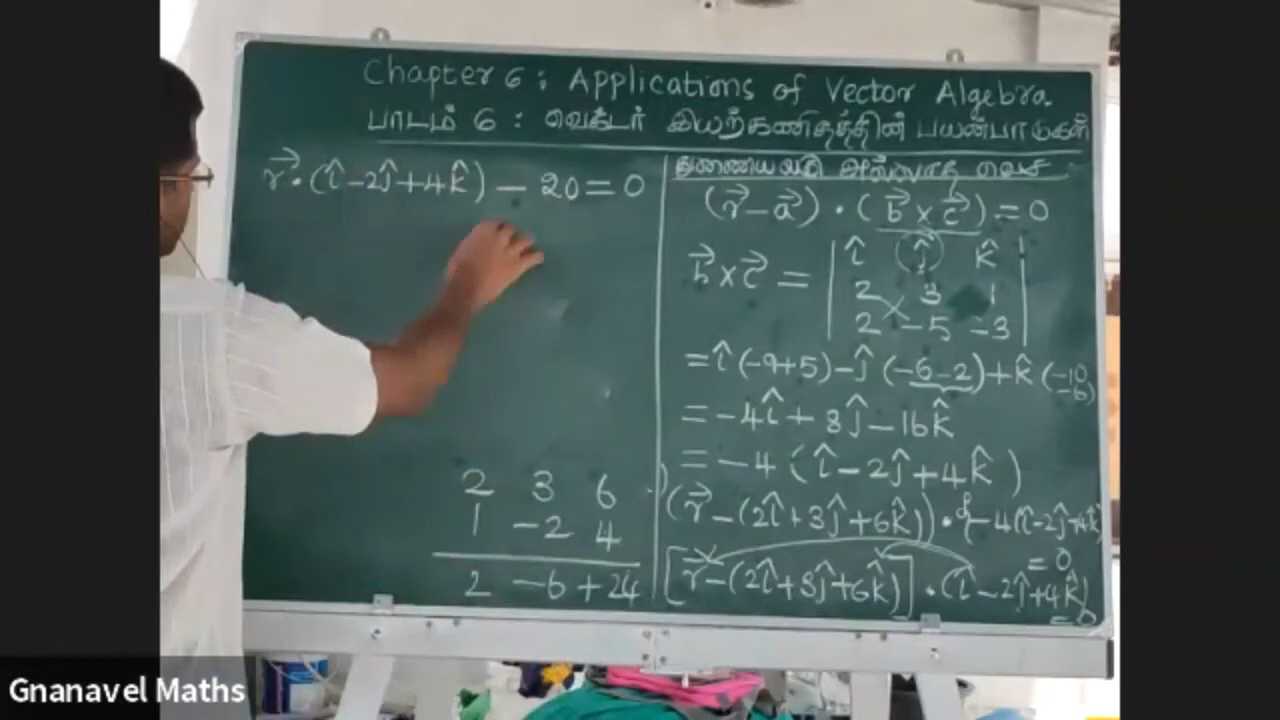 Chapter 6 : Applications of Vector Algebra
பாடம் 6 : வெக்டர் இயற்கணிதத்தின் பயன்பாடுகள்
r⃗·(î-2ĵ+4k̂) - 20 = 0
2 3 6
1 -2 4
2 -6 +24
துணையலகு அல்லாத
(r⃗-a⃗)·(b⃗×c⃗) = 0
b⃗×c⃗ = | î ĵ k̂ |
2 3 1
2 -5 -3
= î(-9+5)-ĵ(-6-2)+k̂(-10-6)
= -4î+8ĵ-16k̂
= -4(î-2ĵ+4k̂)
(r⃗-(2î+3ĵ+6k̂))·{-4(î-2ĵ+4k̂)
= 0
[r⃗-(2î+3ĵ+6k̂)]·(î-2ĵ+4k̂)
= 0
Gnanavel Maths